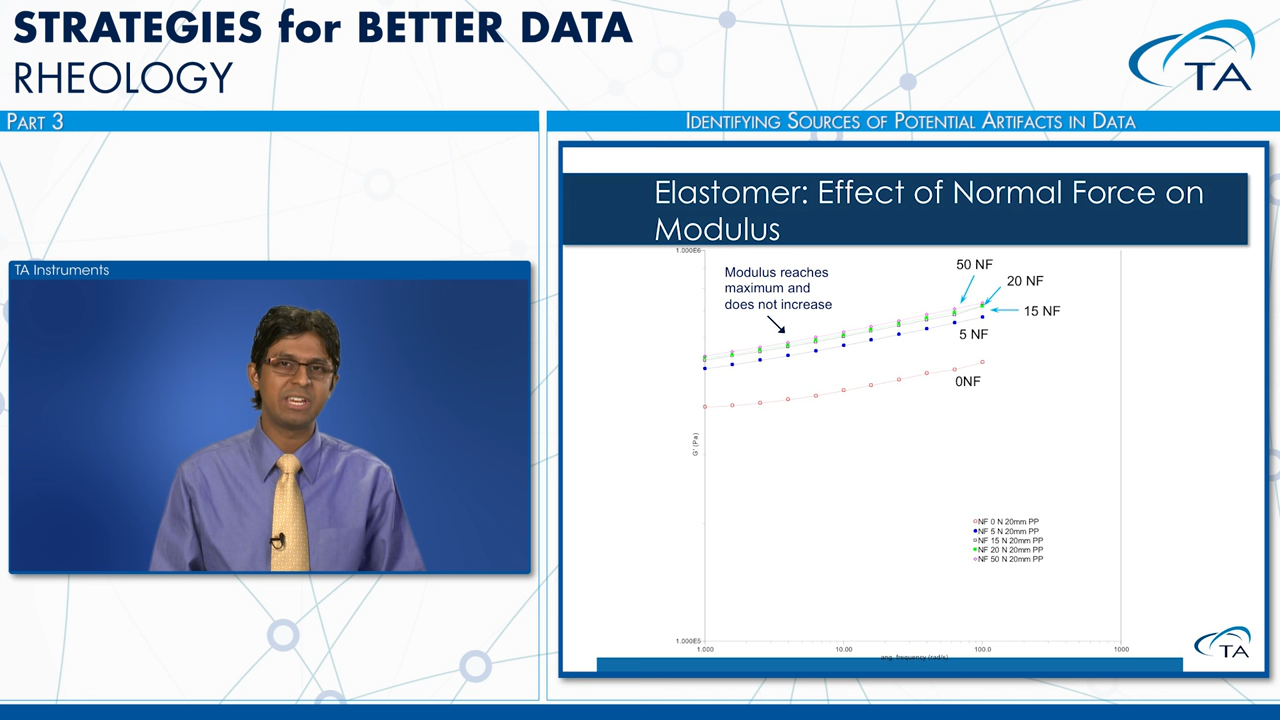 STRATEGIES for BETTER DATA
RHEOLOGY
TA
PART 3
IDENTIFYING SOURCES OF POTENTIAL ARTIFACTS IN DATA
TA Instruments
Elastomer: Effect of Normal Force on
Modulus
1.000E6
Modulus reaches
maximum and
does not increase
50 NF
20 NF
15 NF
5 NF
0NF
G' (Pa)
NF 0 N 20mm PP
NF 5 N 20mm PP
NF 15 N 20mm PP
NF 20 N 20mm PP
NF 50 N 20mm PP
1.000E5
1.000
10.00
100.0
1000
ang. frequency (rad/s)
TA